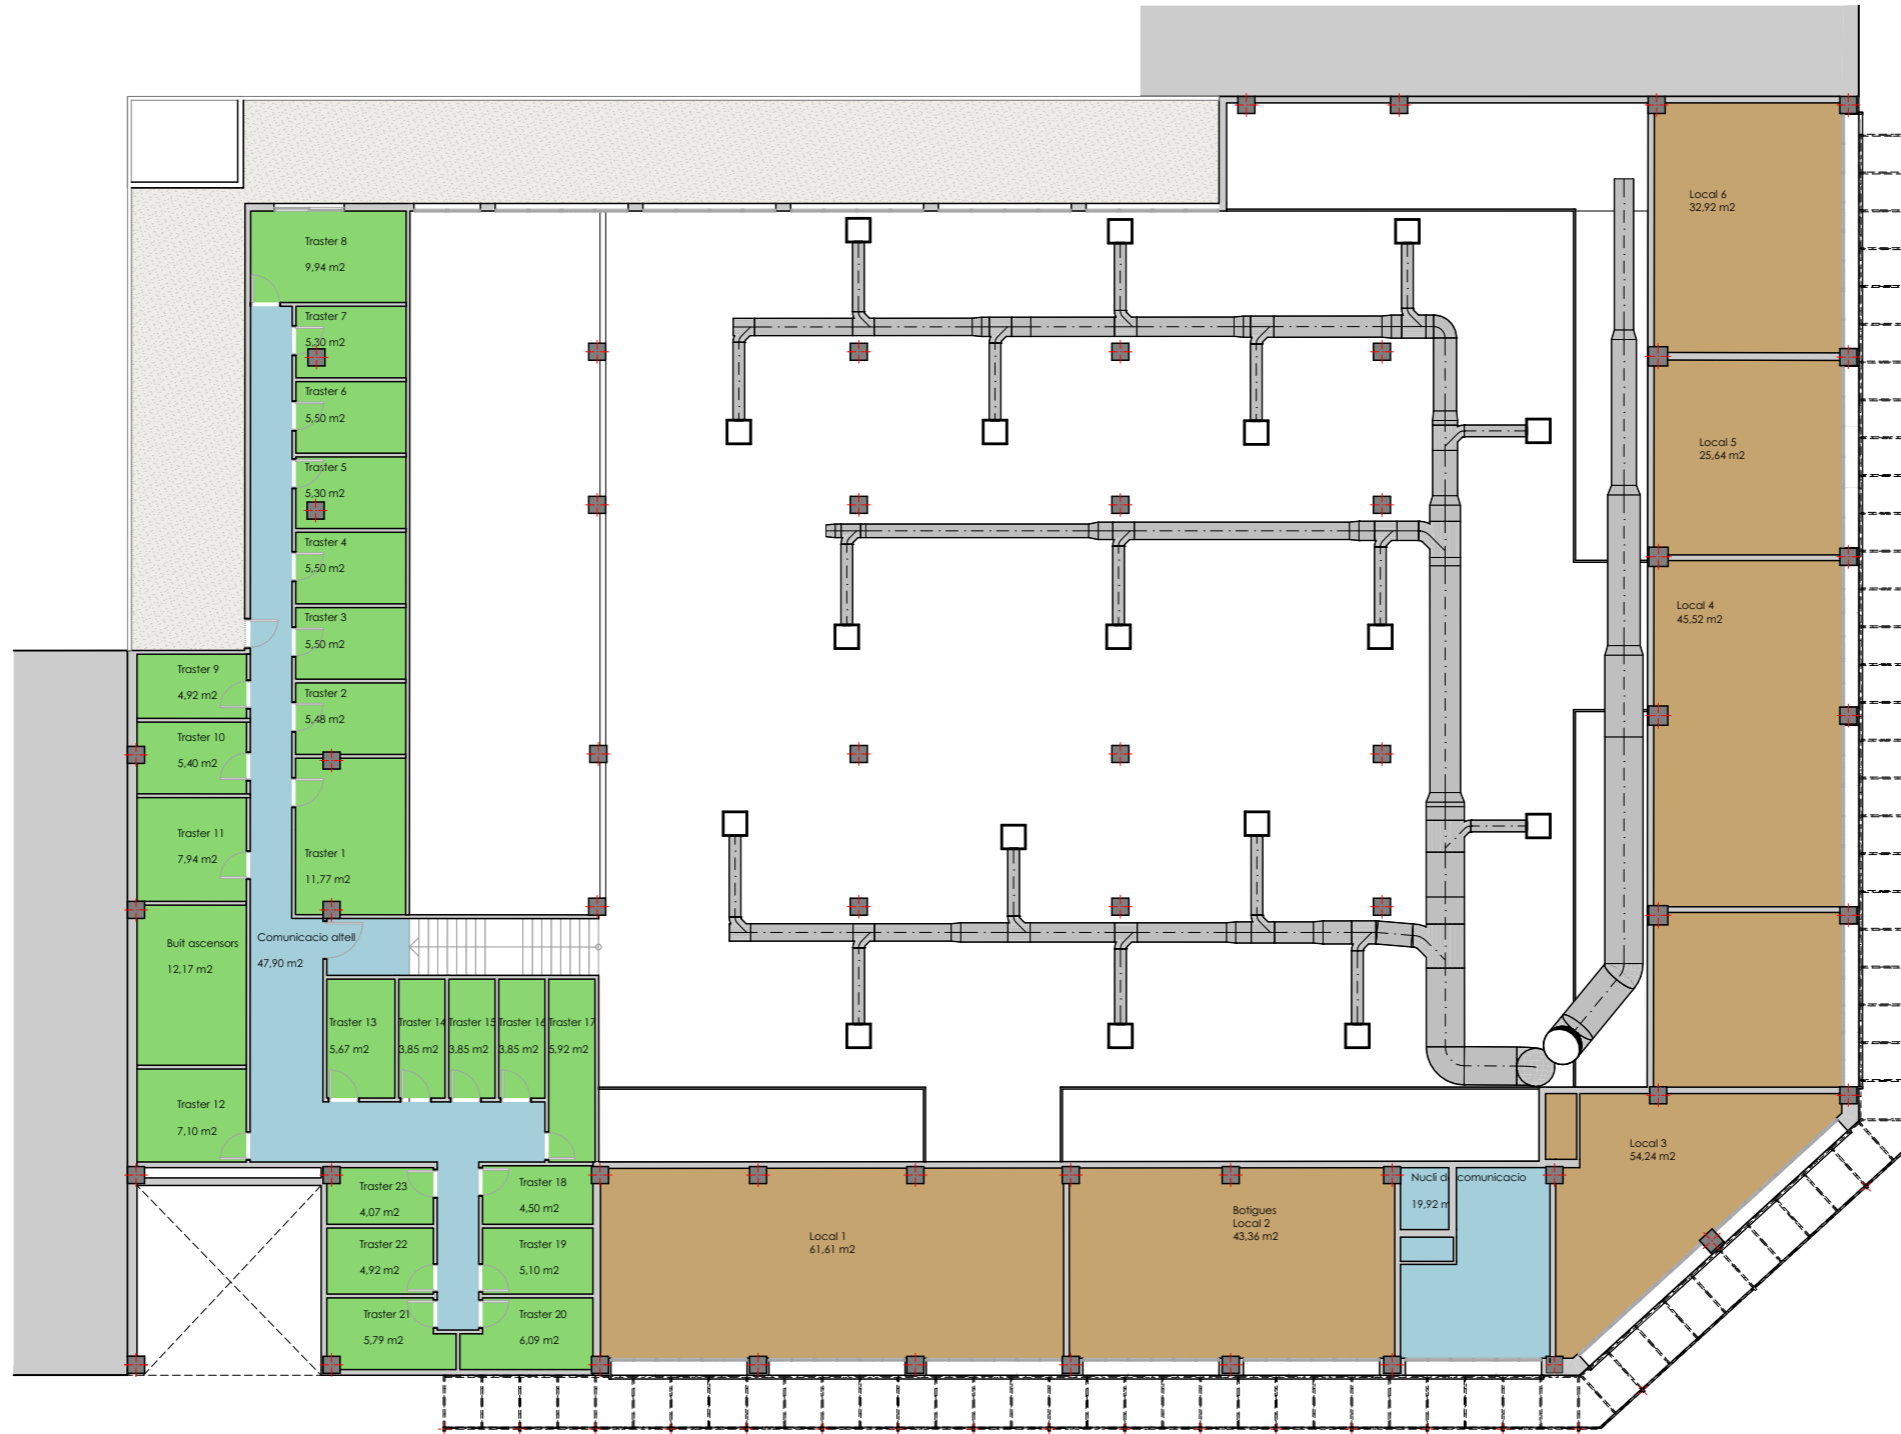 Local 6
32,92 m2
Traster 8
9,94 m2
Traster 7
5,30 m2
Traster 6
5,50 m2
Local 5
25,64 m2
Traster 5
5,30 m2
Traster 4
5,50 m2
Local 4
45,52 m2
Traster 3
5,50 m2
Traster 9
4,92 m2
Traster 2
5,48 m2
Traster 10
5,40 m2
Traster 11
7,94 m2
Traster 1
11,77 m2
Buit ascensors
12,17 m2
Comunicacio altell
47,90 m2
Traster 13
5,67 m2
Traster 14
3,85 m2
Traster 15
3,85 m2
Traster 16
3,85 m2
Traster 17
5,92 m2
Traster 12
7,10 m2
Local 3
54,24 m2
Traster 23
4,07 m2
Traster 18
4,50 m2
Nucli de comunicacio
19,92 m
Botigues
Local 2
43,36 m2
Local 1
61,61 m2
Traster 22
4,92 m2
Traster 19
5,10 m2
Traster 21
5,79 m2
Traster 20
6,09 m2